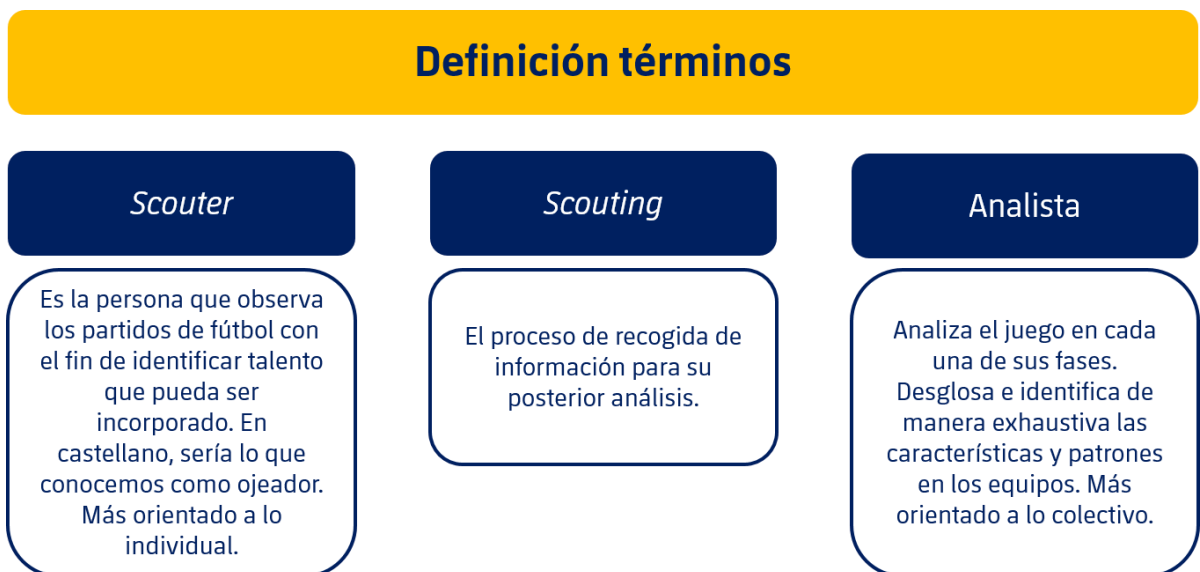 Definición términos
Scouter
Es la persona que observa
los partidos de fútbol con
el fin de identificar talento
que pueda ser
incorporado. En
castellano, sería lo que
conocemos como ojeador.
Más orientado a lo
individual.
Scouting
El proceso de recogida de
información para su
posterior análisis.
Analista
Analiza el juego en cada
una de sus fases.
Desglosa e identifica de
manera exhaustiva las
características y patrones
en los equipos. Más
orientado a lo colectivo.